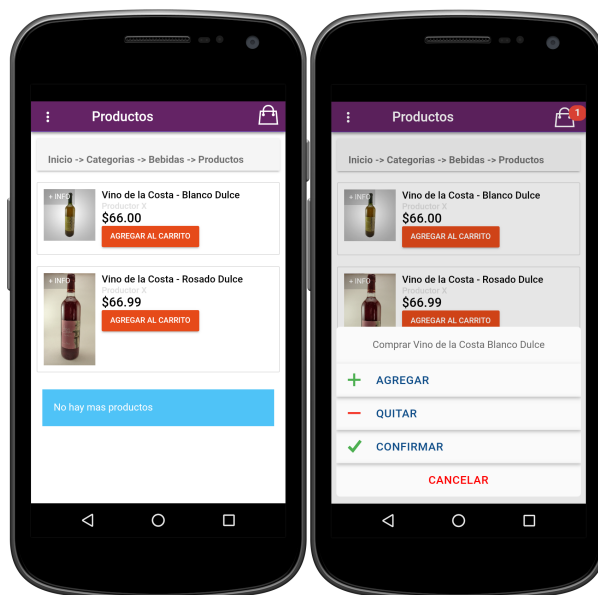 Productos
Inicio -> Categorias -> Bebidas -> Productos
+ INFO
Vino de la Costa - Blanco Dulce
Productor X
$66.00
AGREGAR AL CARRITO
+ INFO
Vino de la Costa - Rosado Dulce
Productor X
$66.99
AGREGAR AL CARRITO
No hay mas productos
Productos
1
Inicio -> Categorias -> Bebidas -> Productos
+ INFO
Vino de la Costa - Blanco Dulce
Productor X
$66.00
AGREGAR AL CARRITO
+ INFO
Vino de la Costa - Rosado Dulce
Productor X
$66.99
AGREGAR AL CARRITO
Comprar Vino de la Costa Blanco Dulce
AGREGAR
QUITAR
CONFIRMAR
CANCELAR